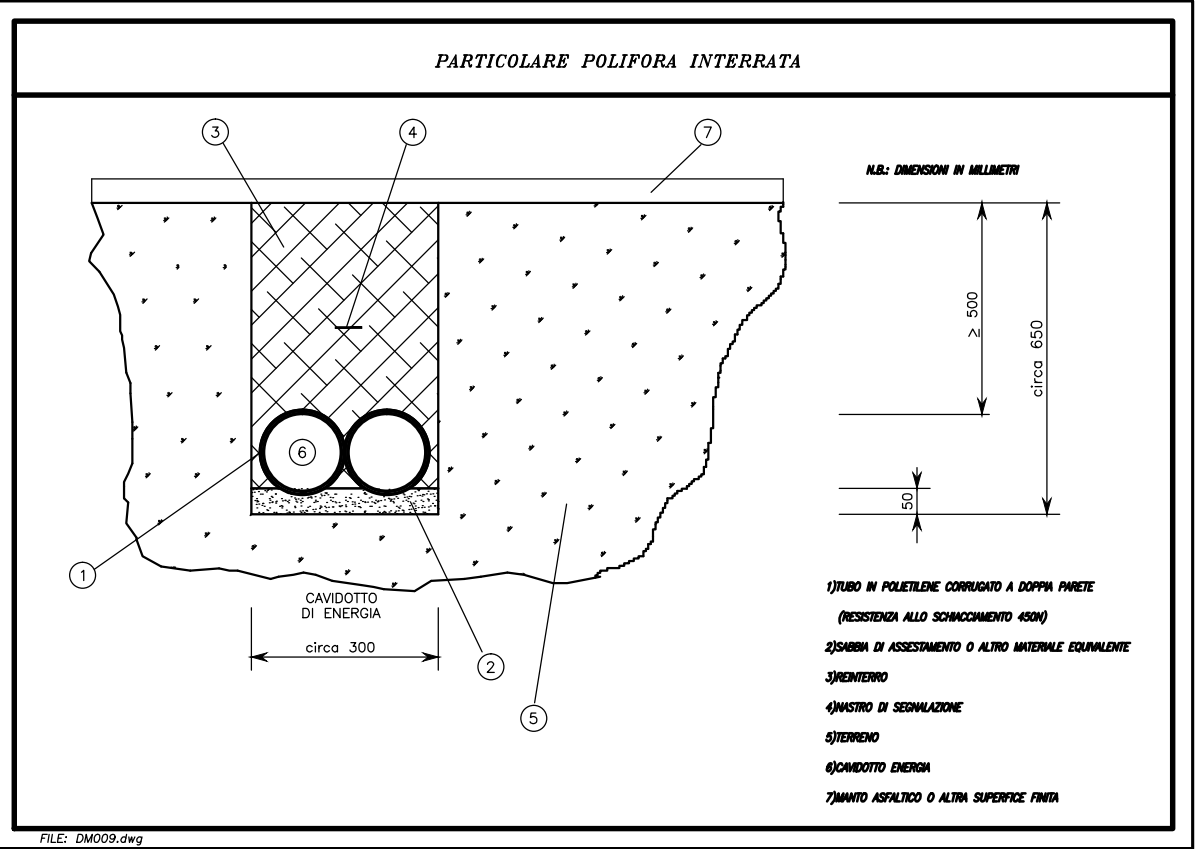 PARTICOLARE POLIFORA INTERRATA
3
4
7
N.B.: DIMENSIONI IN MILLIMETRI
≥ 500
circa 650
6
50
1
CAVIDOTTO
DI ENERGIA
circa 300
2
5
1)TUBO IN POLIETILENE CORRUGATO A DOPPIA PARETE
(RESISTENZA ALLO SCHIACCIAMENTO 450N)
2)SABBIA DI ASSESTAMENTO O ALTRO MATERIALE EQUIVALENTE
3)REINTERRO
4)NASTRO DI SEGNALAZIONE
5)TERRENO
6)CAVIDOTTO ENERGIA
7)MANTO ASFALTICO O ALTRA SUPERFICE FINITA
FILE: DM009.dwg